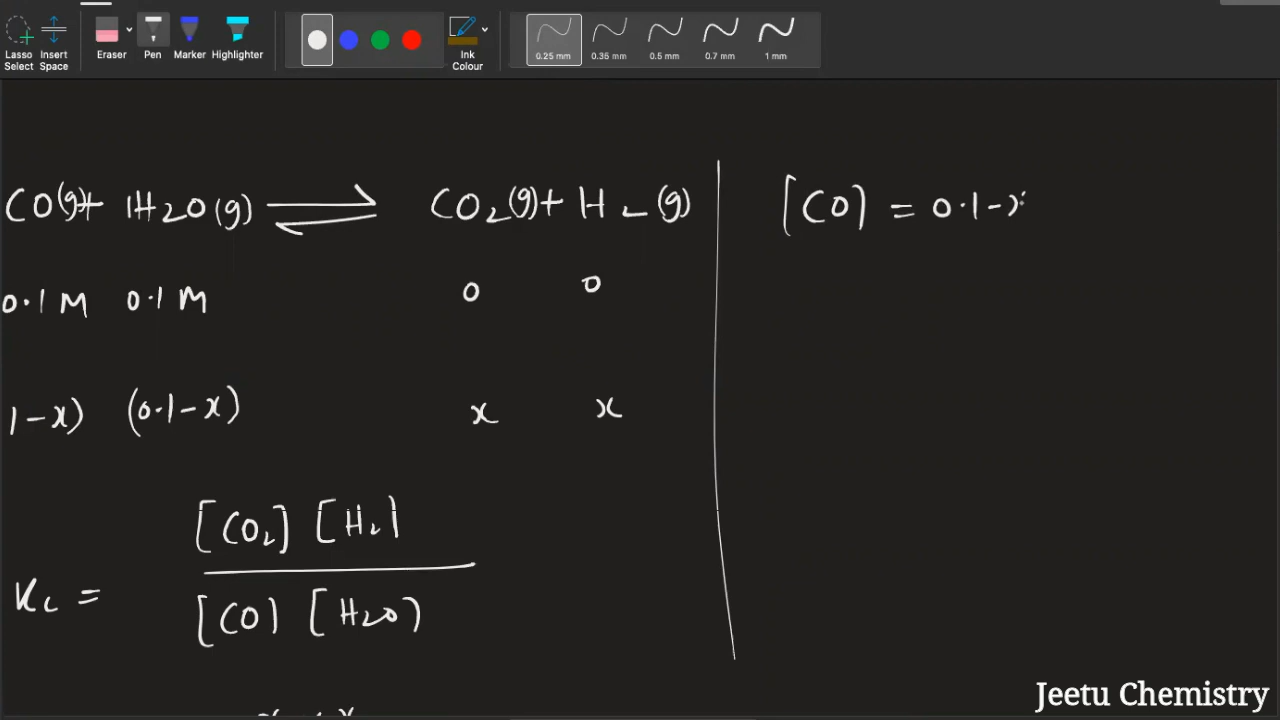 Lasso Select
Insert Space
Eraser
Pen
Marker
Highlighter
Ink Colour
0.25 mm
0.35 mm
0.5 mm
0.7 mm
1 mm
CO(g)+ H2O(g) ⇌ CO2(g)+ H2(g)
0.1 M 0.1 M 0 0
1-x) (0.1-x) x x
Kc = [CO2] [H2] / [CO] [H2O]
[CO] = 0.1-x
Jeetu Chemistry